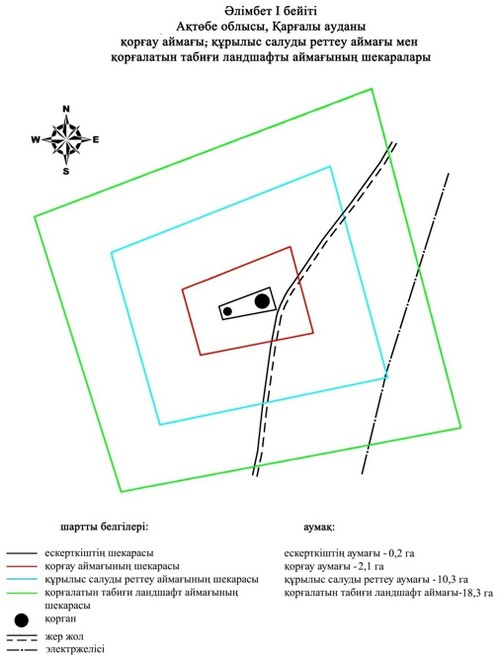 Әлімбет I бейіті
Ақтөбе облысы, Қарғалы ауданы
қорғау аймағы; құрылыс салуды реттеу аймағы мен
қорғалатын табиғи ландшафты аймағының шекаралары
N
W E
S
шартты белгілері: аумақ:
ескерткіштің шекарасы ескерткіштің аумағы - 0,2 га
қорғау аймағының шекарасы қорғау аумағы - 2,1 га
құрылыс салуды реттеу аймағының шекарасы құрылыс салуды реттеу аумағы - 10,3 га
қорғалатын табиғи ландшафт аймағының қорғалатын табиғи ландшафт аймағы-18,3 га
шекарасы
қорған
жер жол
электржелісі